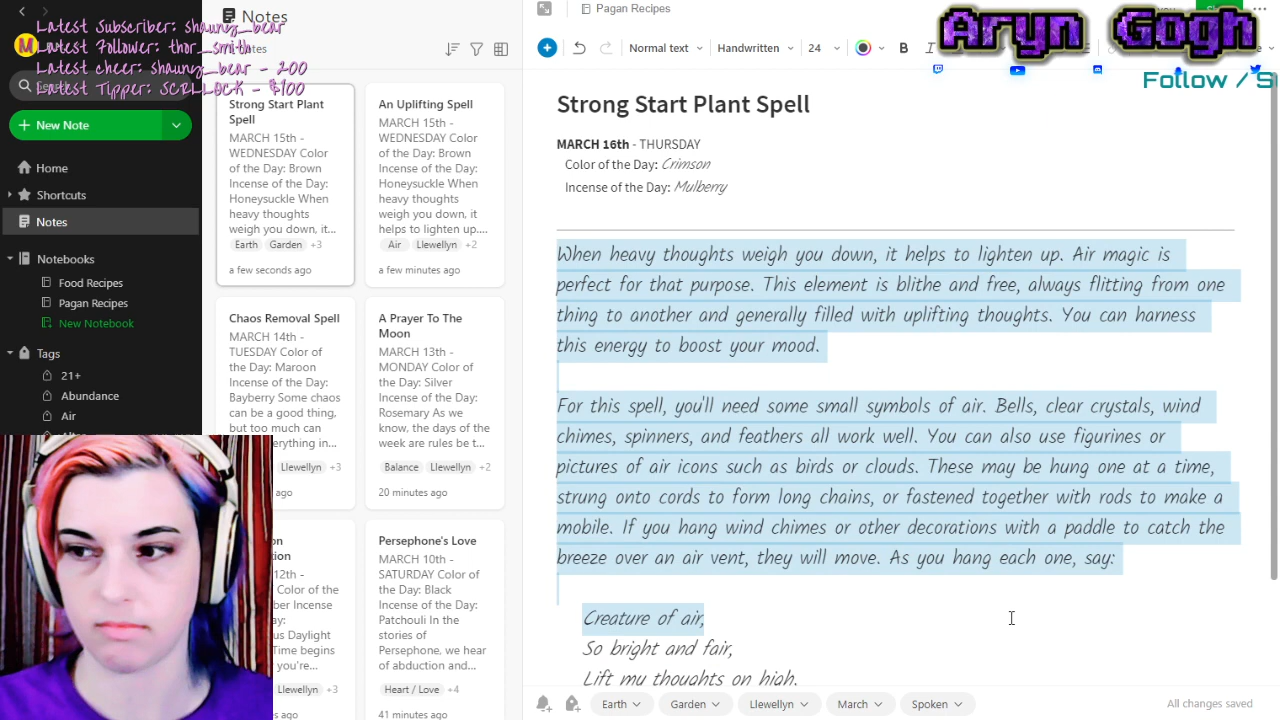 Latest Subscriber: shauny_bear
Latest Follower: thor_smith
Latest cheer: shauny_bear - 200
Latest Tipper: SCRLLOCK - $100
M
New Note
Home
Shortcuts
Notes
Notebooks
Food Recipes
Pagan Recipes
New Notebook
Tags
21+
Abundance
Air
Notes
Strong Start Plant
Spell
MARCH 15th -
WEDNESDAY Color
of the Day: Brown
Incense of the Day:
Honeysuckle When
heavy thoughts
weigh you down, it...
Earth
Garden
+3
a few seconds ago
An Uplifting Spell
MARCH 15th -
WEDNESDAY Color
of the Day: Brown
Incense of the Day:
Honeysuckle When
heavy thoughts
weigh you down, it
helps to lighten up....
Air
Llewellyn
+2
a few minutes ago
Chaos Removal Spell
MARCH 14th -
TUESDAY Color of
the Day: Maroon
Incense of the Day:
Bayberry Some chaos
can be a good thing,
but too much can
Llewellyn
+3
ago
A Prayer To The
Moon
MARCH 13th -
MONDAY Color of
the Day: Silver
Incense of the Day:
Rosemary As we
know, the days of the
week are rules be t...
Balance
Llewellyn
+2
20 minutes ago
Llewellyn
+3
ago
Persephone's Love
MARCH 10th -
SATURDAY Color of
the Day: Black
Incense of the Day:
Patchouli In the
stories of
Persephone, we hear
of abduction and...
Heart / Love
+4
41 minutes ago
Pagan Recipes
Normal text
Handwritten
24
B
I
Aryn Gogh
Follow /
Strong Start Plant Spell
MARCH 16th - THURSDAY
Color of the Day: Crimson
Incense of the Day: Mulberry
When heavy thoughts weigh you down, it helps to lighten up. Air magic is
perfect for that purpose. This element is blithe and free, always flitting from one
thing to another and generally filled with uplifting thoughts. You can harness
this energy to boost your mood.
For this spell, you'll need some small symbols of air. Bells, clear crystals, wind
chimes, spinners, and feathers all work well. You can also use figurines or
pictures of air icons such as birds or clouds. These may be hung one at a time,
strung onto cords to form long chains, or fastened together with rods to make a
mobile. If you hang wind chimes or other decorations with a paddle to catch the
breeze over an air vent, they will move. As you hang each one, say:
Creature of air,
So bright and fair,
Lift my thoughts on high.
Earth
Garden
Llewellyn
March
Spoken
All changes saved